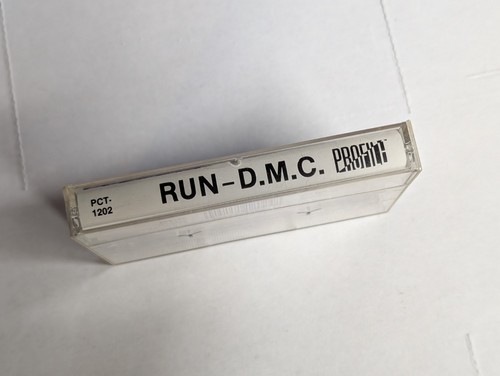 PCT-
1202
RUN-D.M.C.
PROFILE